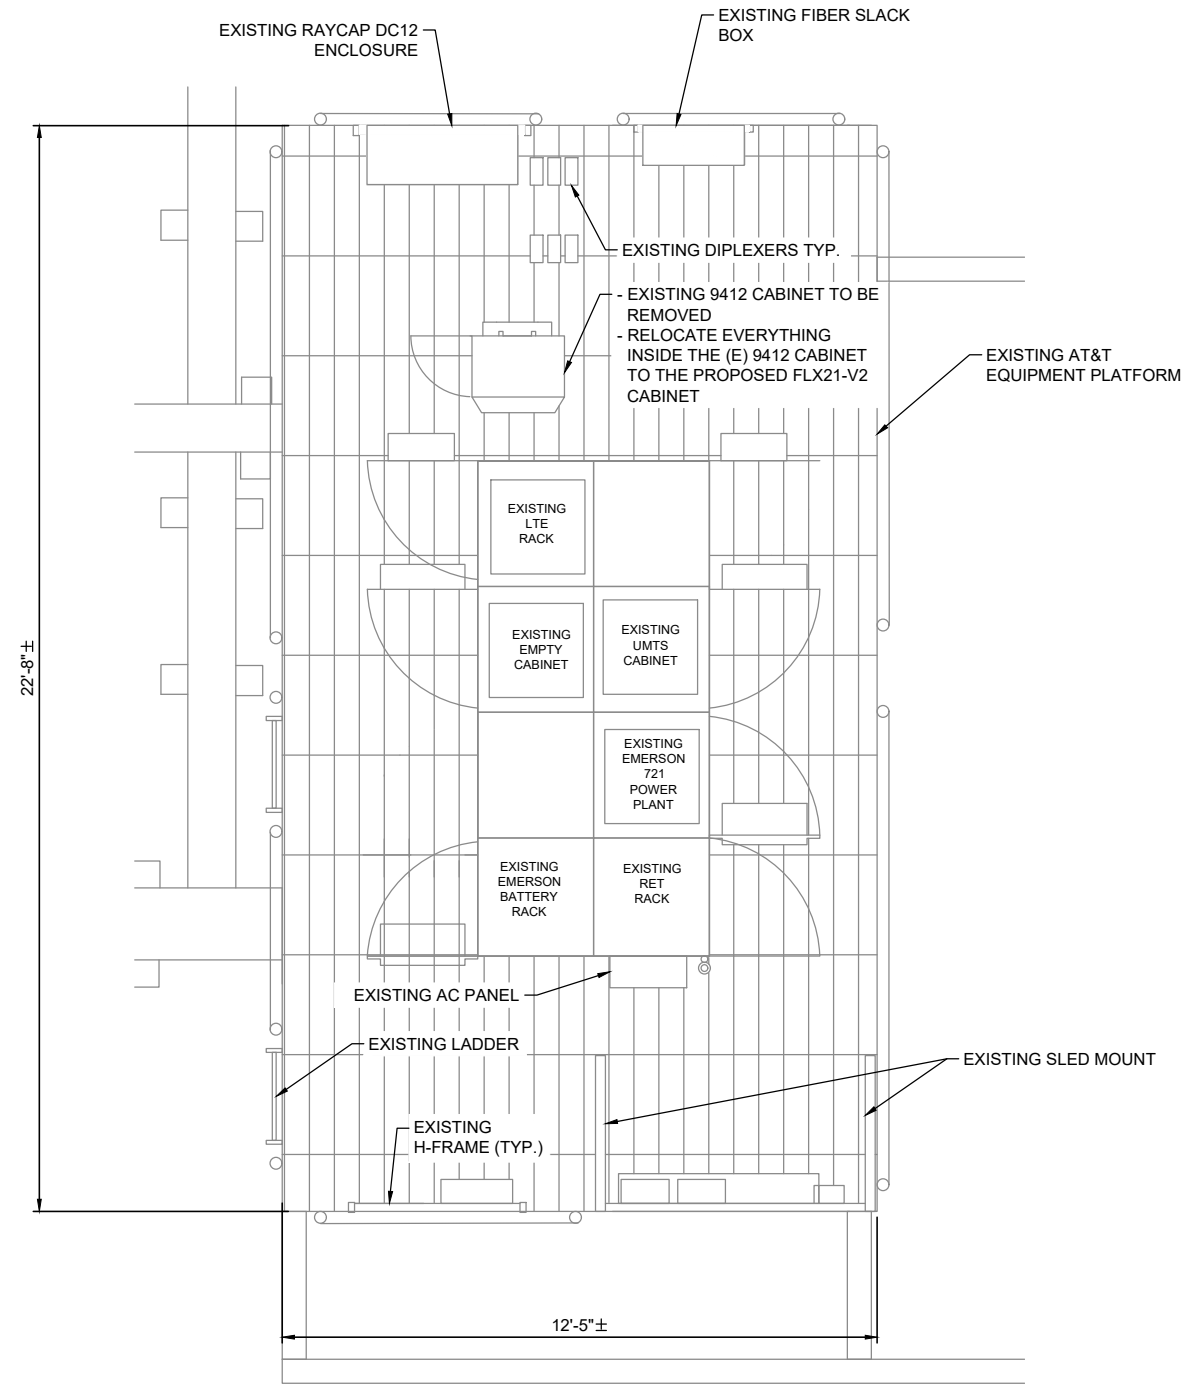 EXISTING RAYCAP DC12
ENCLOSURE
EXISTING FIBER SLACK
BOX
EXISTING DIPLEXERS TYP.
- EXISTING 9412 CABINET TO BE
REMOVED
- RELOCATE EVERYTHING
INSIDE THE (E) 9412 CABINET
TO THE PROPOSED FLX21-V2
CABINET
EXISTING AT&T
EQUIPMENT PLATFORM
EXISTING
LTE
RACK
EXISTING
EMPTY
CABINET
EXISTING
UMTS
CABINET
22'-8"±
EXISTING
EMERSON
721
POWER
PLANT
EXISTING
EMERSON
BATTERY
RACK
EXISTING
RET
RACK
EXISTING AC PANEL
EXISTING LADDER
EXISTING SLED MOUNT
EXISTING
H-FRAME (TYP.)
12'-5"±